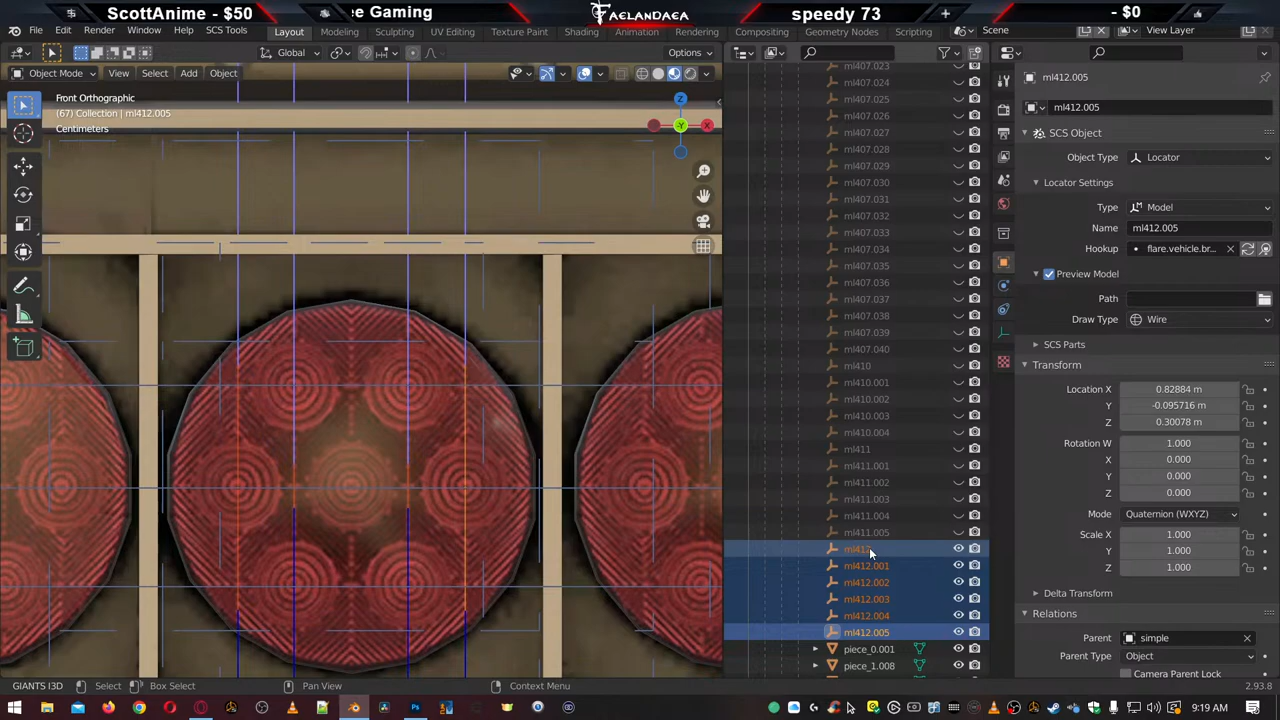 ScottAnime - $50
ee Gaming
FAELANDAEA
speedy 73
- $0
File Edit Render Window Help SCS Tools
Layout Modeling Sculpting UV Editing Texture Paint Shading Animation Rendering Compositing Geometry Nodes Scripting
Scene
View Layer
Global
Options
Object Mode View Select Add Object
Front Orthographic
(67) Collection | ml412.005
Centimeters
Z
X
Y
ml407.023
ml407.024
ml407.025
ml407.026
ml407.027
ml407.028
ml407.029
ml407.030
ml407.031
ml407.032
ml407.033
ml407.034
ml407.035
ml407.036
ml407.037
ml407.038
ml407.039
ml407.040
ml410
ml410.001
ml410.002
ml410.003
ml410.004
ml411
ml411.001
ml411.002
ml411.003
ml411.004
ml411.005
ml412
ml412.001
ml412.002
ml412.003
ml412.004
ml412.005
piece_0.001
piece_1.008
ml412.005
ml412.005
SCS Object
Object Type Locator
Locator Settings
Type Model
Name ml412.005
Hookup flare.vehicle.br...
Preview Model
Path
Draw Type Wire
SCS Parts
Transform
Location X 0.82884 m
Y -0.095716 m
Z 0.30078 m
Rotation W 1.000
X 0.000
Y 0.000
Z 0.000
Mode Quaternion (WXYZ)
Scale X 1.000
Y 1.000
Z 1.000
Delta Transform
Relations
Parent simple
Parent Type Object
Camera Parent Lock
GIANTS I3D Select Box Select Pan View Context Menu 2.93.8
9:19 AM